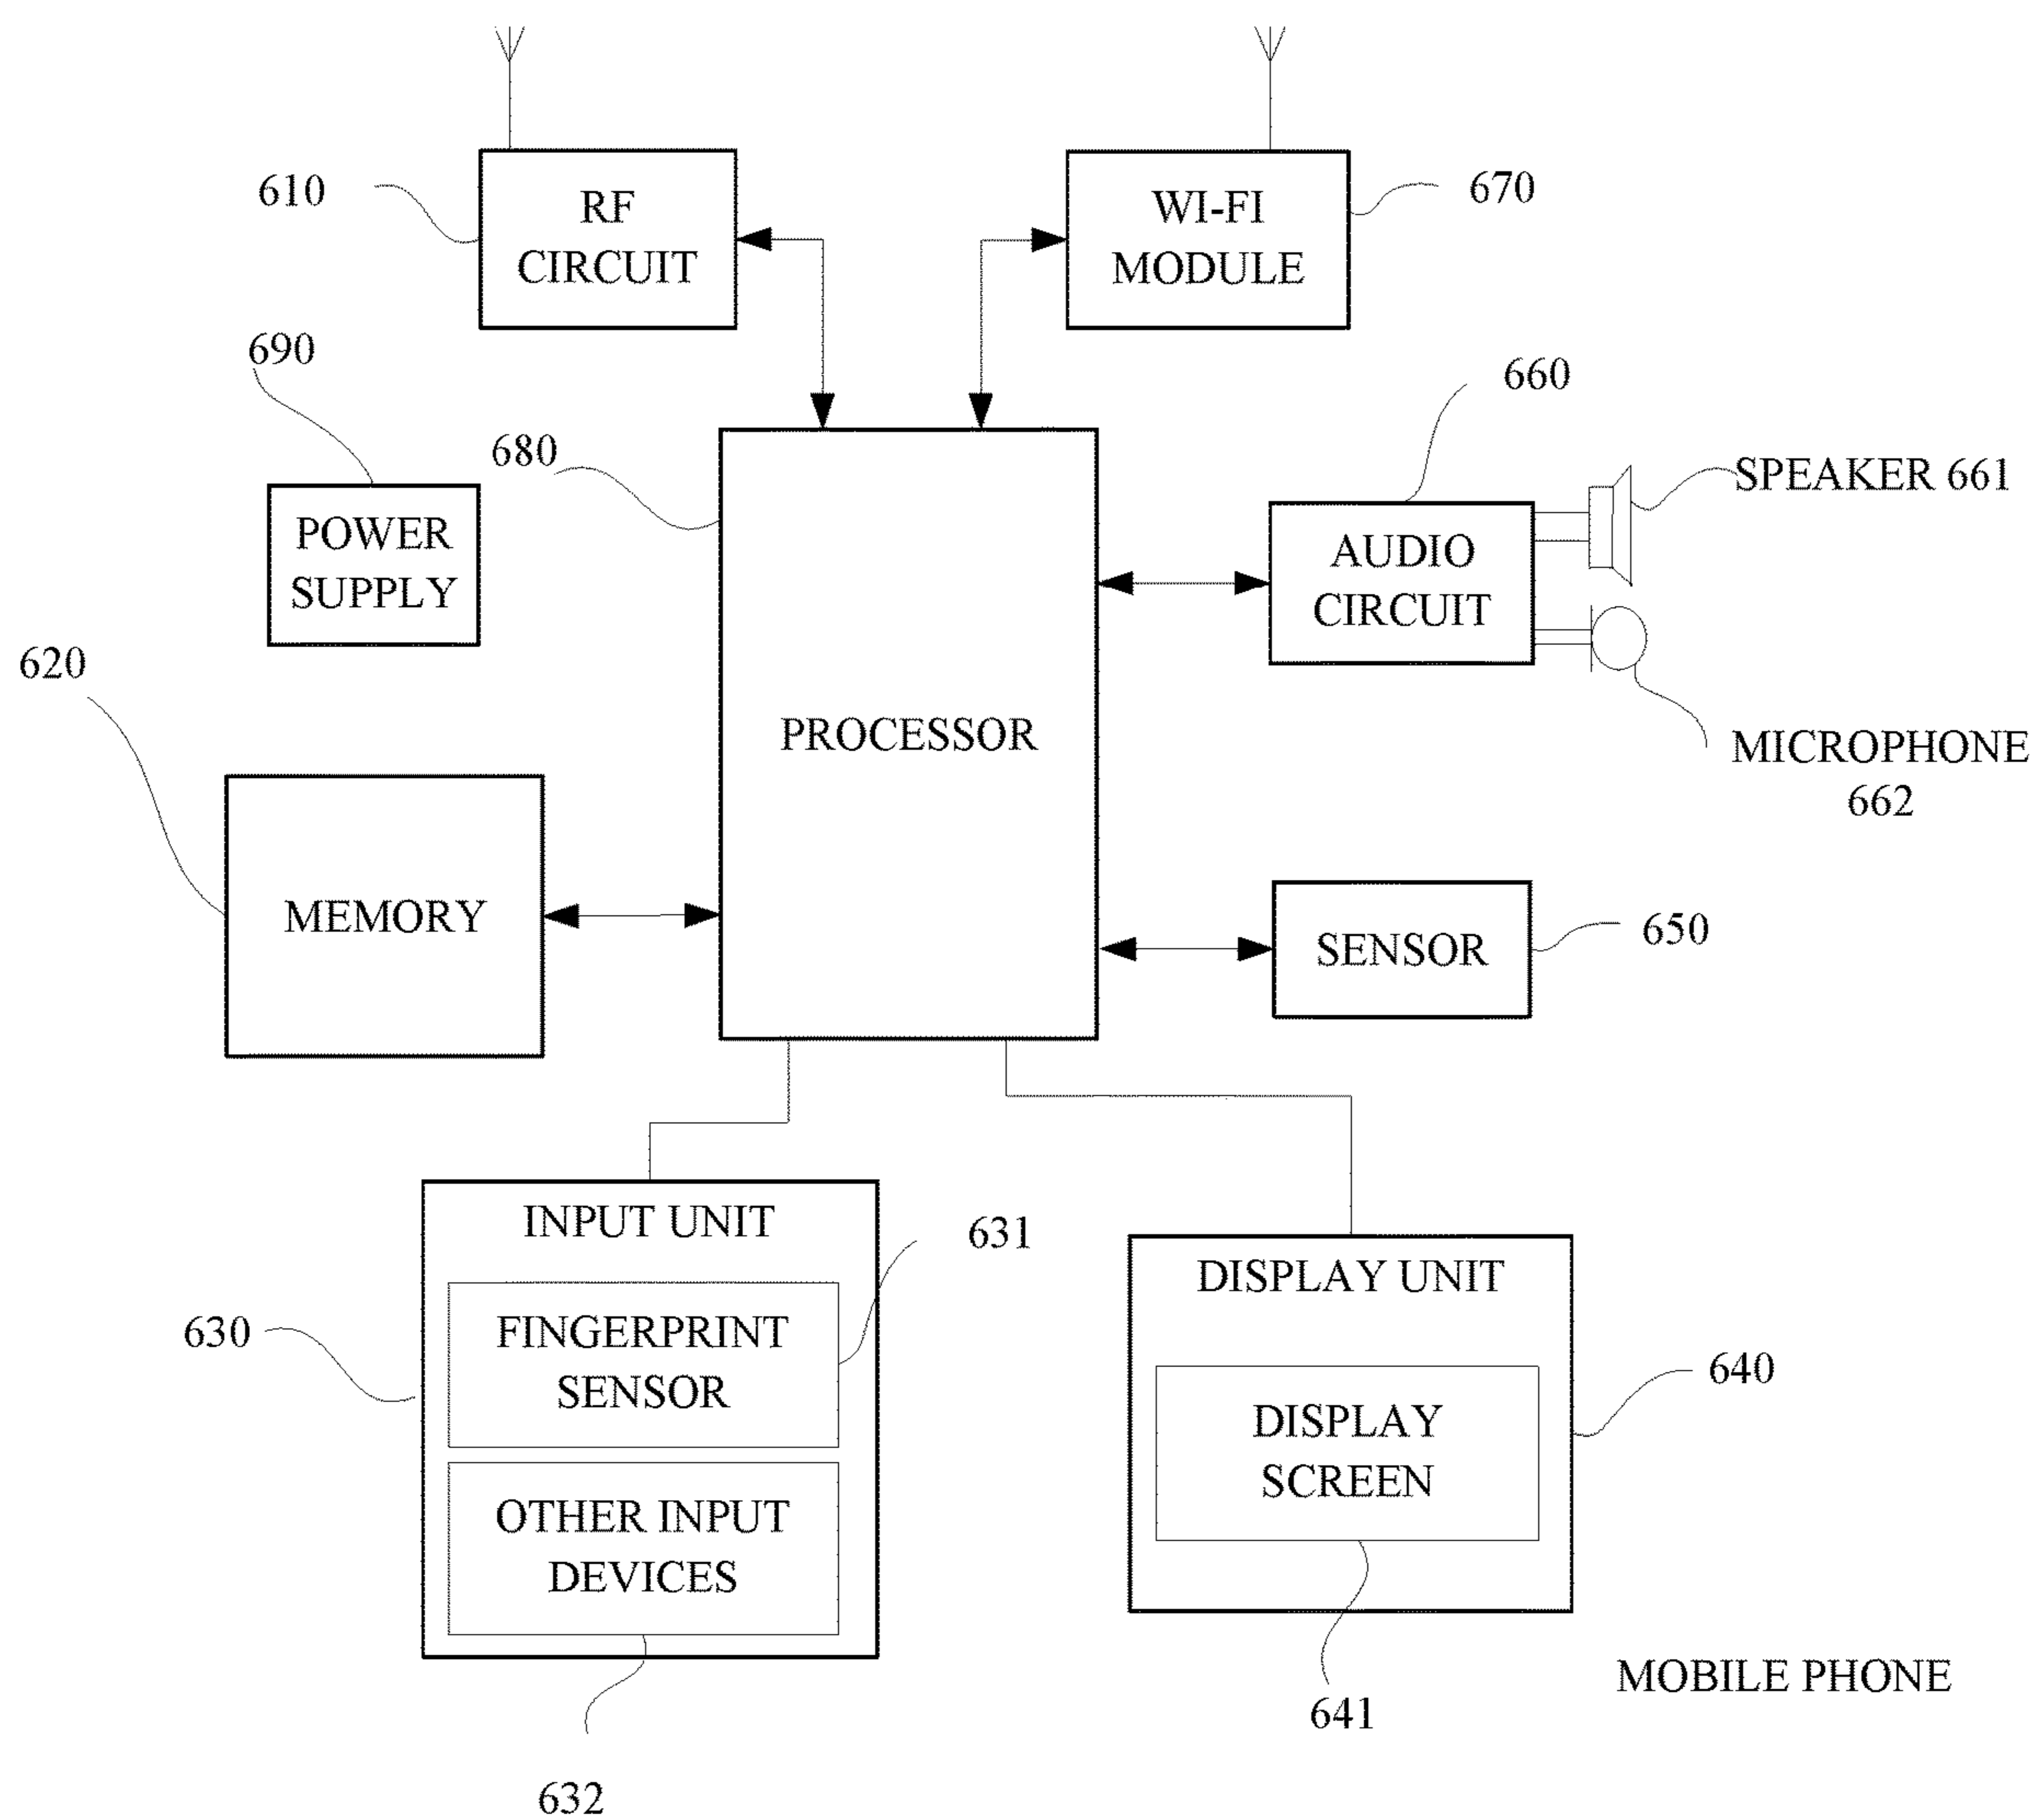 610
RF
CIRCUIT
WI-FI
MODULE
670
690
POWER
SUPPLY
680
660
AUDIO
CIRCUIT
SPEAKER 661
MICROPHONE
662
620
MEMORY
PROCESSOR
SENSOR
650
INPUT UNIT
631
FINGERPRINT
SENSOR
630
OTHER INPUT
DEVICES
632
DISPLAY UNIT
640
DISPLAY
SCREEN
641
MOBILE PHONE